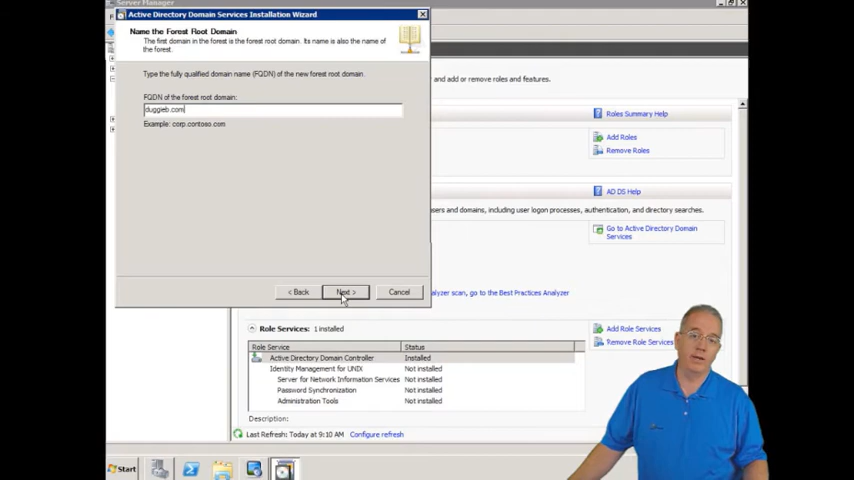 Server Manager
Active Directory Domain Services Installation Wizard
Name the Forest Root Domain
The first domain in the forest is the forest root domain. Its name is also the name of
the forest.
Type the fully qualified domain name (FQDN) of the new forest root domain.
FQDN of the forest root domain:
duggieb.com
Example: corp.contoso.com
< Back
Next >
Cancel
and add or remove roles and features.
Roles Summary Help
Add Roles
Remove Roles
AD DS Help
users and domains, including user logon processes, authentication, and directory searches.
Go to Active Directory Domain
Services
alyzer scan, go to the Best Practices Analyzer
Role Services: 1 installed
Add Role Services
Remove Role Services
Role Service
Status
Active Directory Domain Controller
Installed
Identity Management for UNIX
Not installed
Server for Network Information Services
Not installed
Password Synchronization
Not installed
Administration Tools
Not installed
Description:
Last Refresh: Today at 9:10 AM
Configure refresh
Start